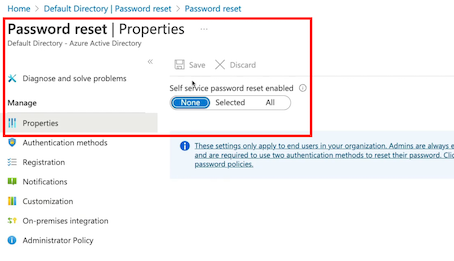 Home > Default Directory | Password reset > Password reset
Password reset | Properties ...
Default Directory - Azure Active Directory
«
Save Discard
Diagnose and solve problems
Self service password reset enabled
Manage
None Selected All
Properties
Authentication methods
These settings only apply to end users in your organization. Admins are always e
and are required to use two authentication methods to reset their password. Clic
password policies.
Registration
Notifications
Customization
On-premises integration
Administrator Policy